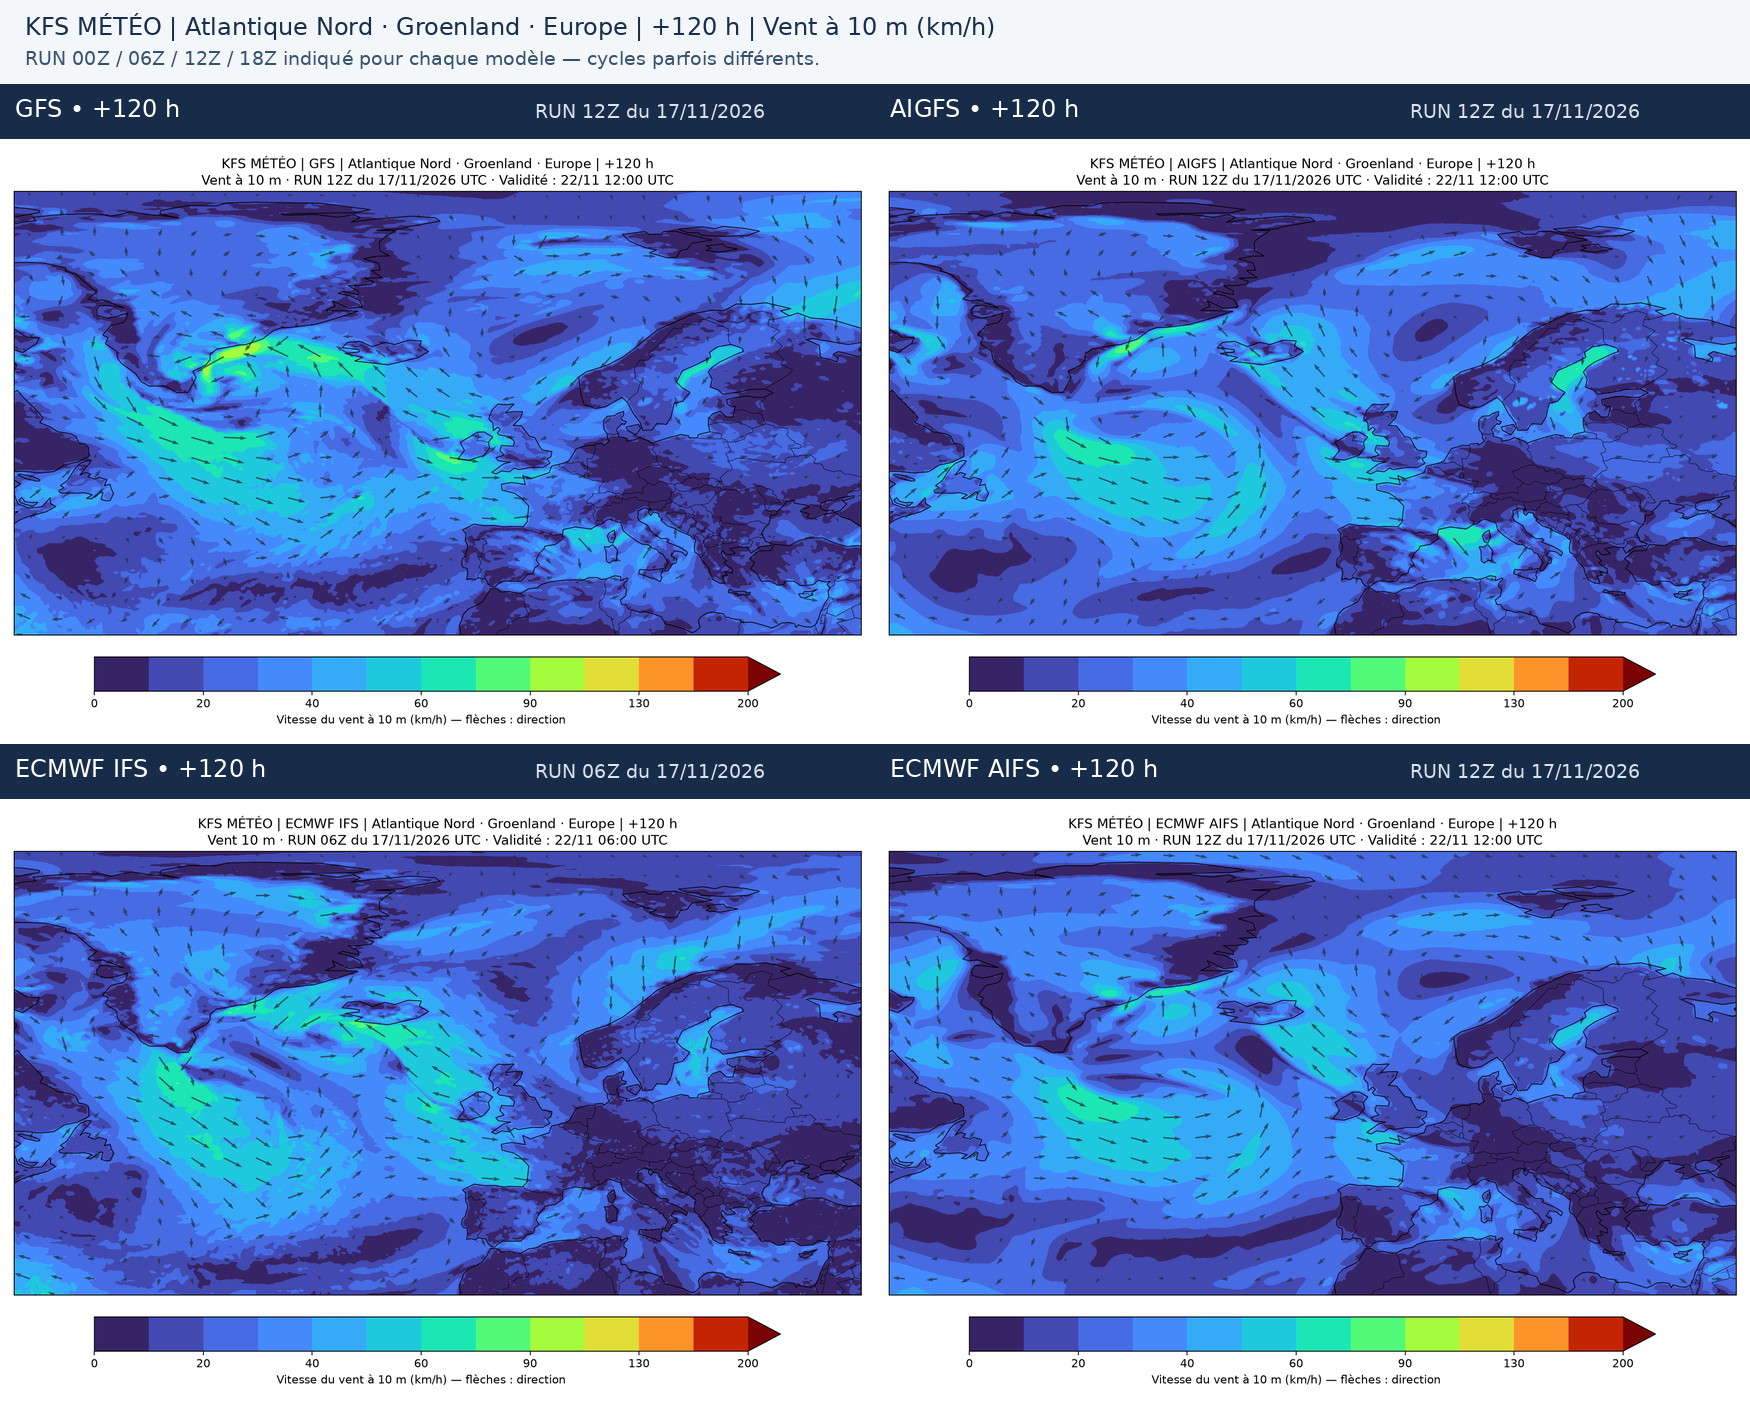 KFS MÉTÉO | Atlantique Nord · Groenland · Europe | +120 h | Vent à 10 m (km/h)
RUN 00Z / 06Z / 12Z / 18Z indiqué pour chaque modèle — cycles parfois différents.
GFS • +120 h
RUN 12Z du 17/11/2026
KFS MÉTÉO | GFS | Atlantique Nord · Groenland · Europe | +120 h
Vent à 10 m · RUN 12Z du 17/11/2026 UTC · Validité : 22/11 12:00 UTC
0 20 40 60 90 130 200
Vitesse du vent à 10 m (km/h) — flèches : direction
AIGFS • +120 h
RUN 12Z du 17/11/2026
KFS MÉTÉO | AIGFS | Atlantique Nord · Groenland · Europe | +120 h
Vent à 10 m · RUN 12Z du 17/11/2026 UTC · Validité : 22/11 12:00 UTC
0 20 40 60 90 130 200
Vitesse du vent à 10 m (km/h) — flèches : direction
ECMWF IFS • +120 h
RUN 06Z du 17/11/2026
KFS MÉTÉO | ECMWF IFS | Atlantique Nord · Groenland · Europe | +120 h
Vent 10 m · RUN 06Z du 17/11/2026 UTC · Validité : 22/11 06:00 UTC
0 20 40 60 90 130 200
Vitesse du vent à 10 m (km/h) — flèches : direction
ECMWF AIFS • +120 h
RUN 12Z du 17/11/2026
KFS MÉTÉO | ECMWF AIFS | Atlantique Nord · Groenland · Europe | +120 h
Vent 10 m · RUN 12Z du 17/11/2026 UTC · Validité : 22/11 12:00 UTC
0 20 40 60 90 130 200
Vitesse du vent à 10 m (km/h) — flèches : direction